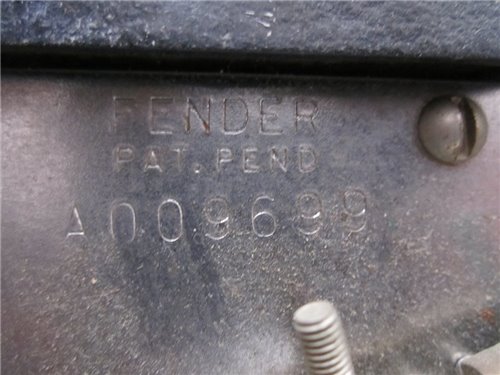 FENDER
PAT. PEND
A009699